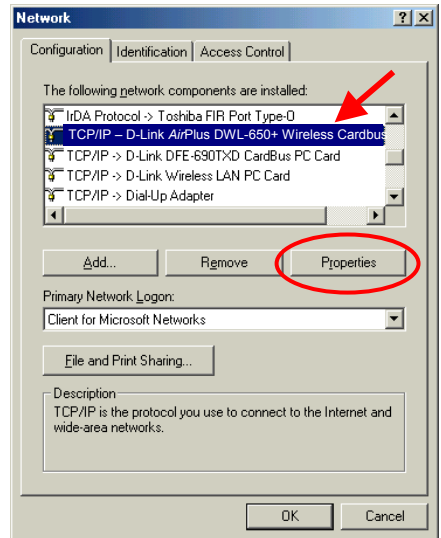 Network
Configuration Identification Access Control
The following network components are installed:
IrDA Protocol -> Toshiba FIR Port Type-O
TCP/IP – D-Link AirPlus DWL-650+ Wireless Cardbus
TCP/IP -> D-Link DFE-690TXD CardBus PC Card
TCP/IP -> D-Link Wireless LAN PC Card
TCP/IP -> Dial-Up Adapter
Add... Remove Properties
Primary Network Logon:
Client for Microsoft Networks
File and Print Sharing...
Description
TCP/IP is the protocol you use to connect to the Internet and
wide-area networks.
OK Cancel